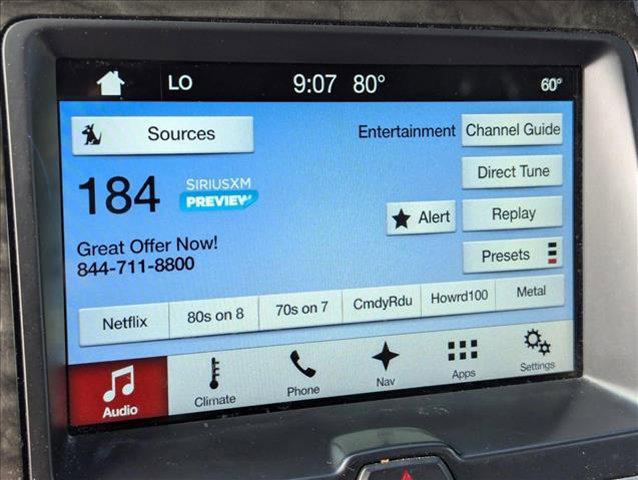 LO 9:07 80° 60°
Sources
Entertainment
Channel Guide
184
SIRIUSXM
PREVIEW
Direct Tune
Alert
Replay
Great Offer Now!
844-711-8800
Presets
Netflix 80s on 8 70s on 7 CmdyRdu Howrd100 Metal
Audio Climate Phone Nav Apps Settings